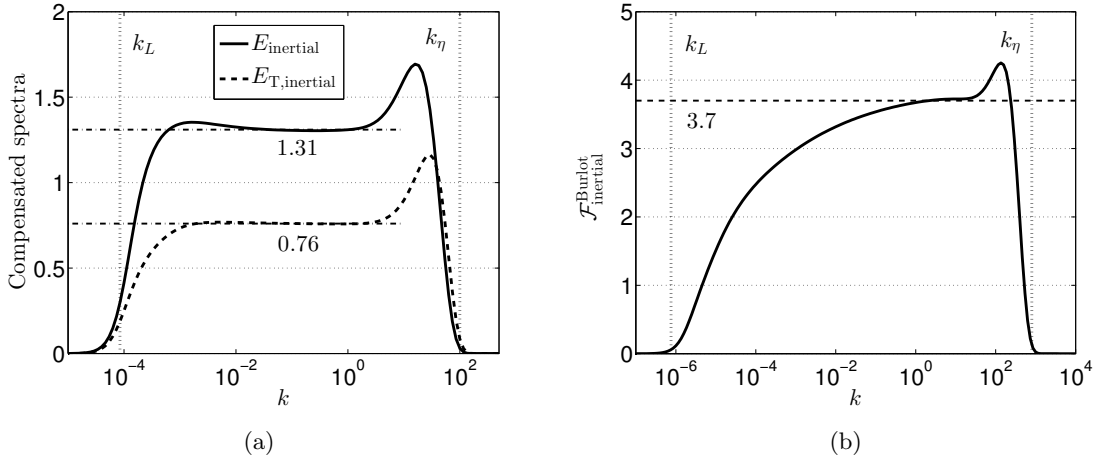 2
1.5
1
0.5
0
Compensated spectra
k_L
k_η
E_inertial
E_T,inertial
1.31
0.76
10^−4
10^−2
10^0
10^2
k
(a)
5
4
3
2
1
0
F_inertial^Burlot
k_L
k_η
3.7
10^−6
10^−4
10^−2
10^0
10^2
10^4
k
(b)